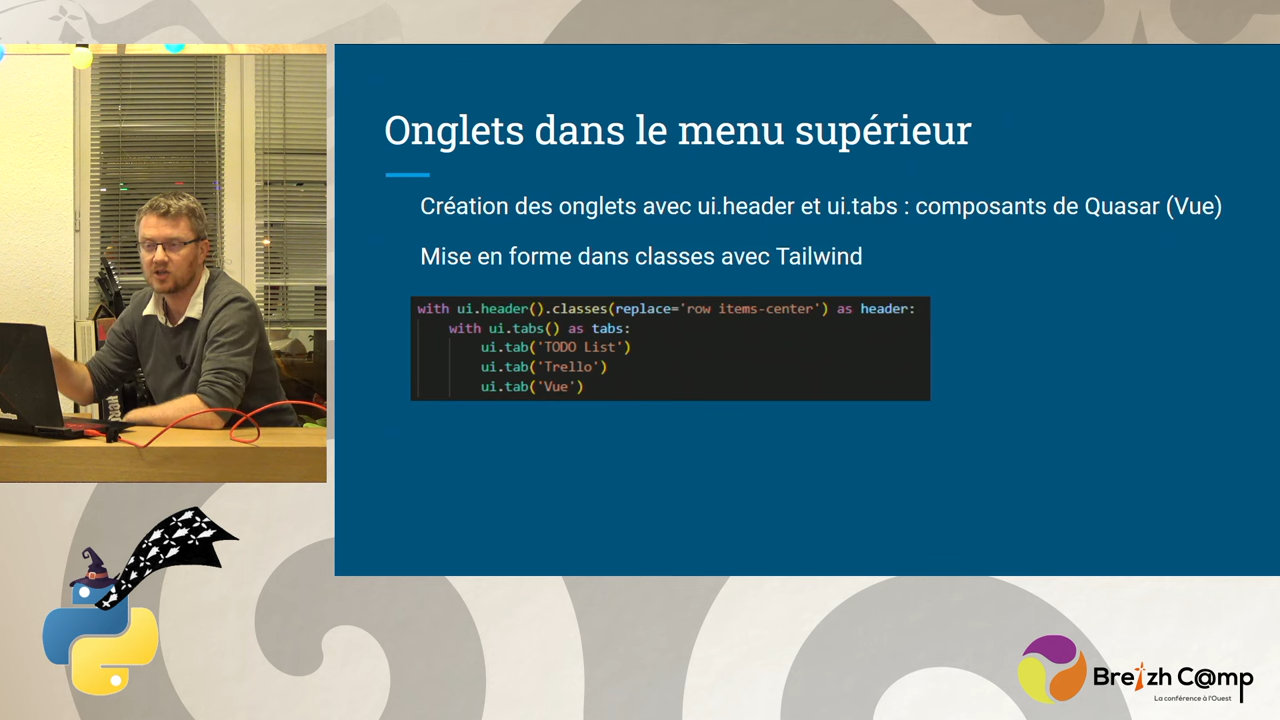 Onglets dans le menu supérieur
Création des onglets avec ui.header et ui.tabs : composants de Quasar (Vue)
Mise en forme dans classes avec Tailwind
with ui.header().classes(replace='row items-center') as header:
with ui.tabs() as tabs:
ui.tab('TODO List')
ui.tab('Trello')
ui.tab('Vue')
Breizh C@mp
La conférence à l'Ouest